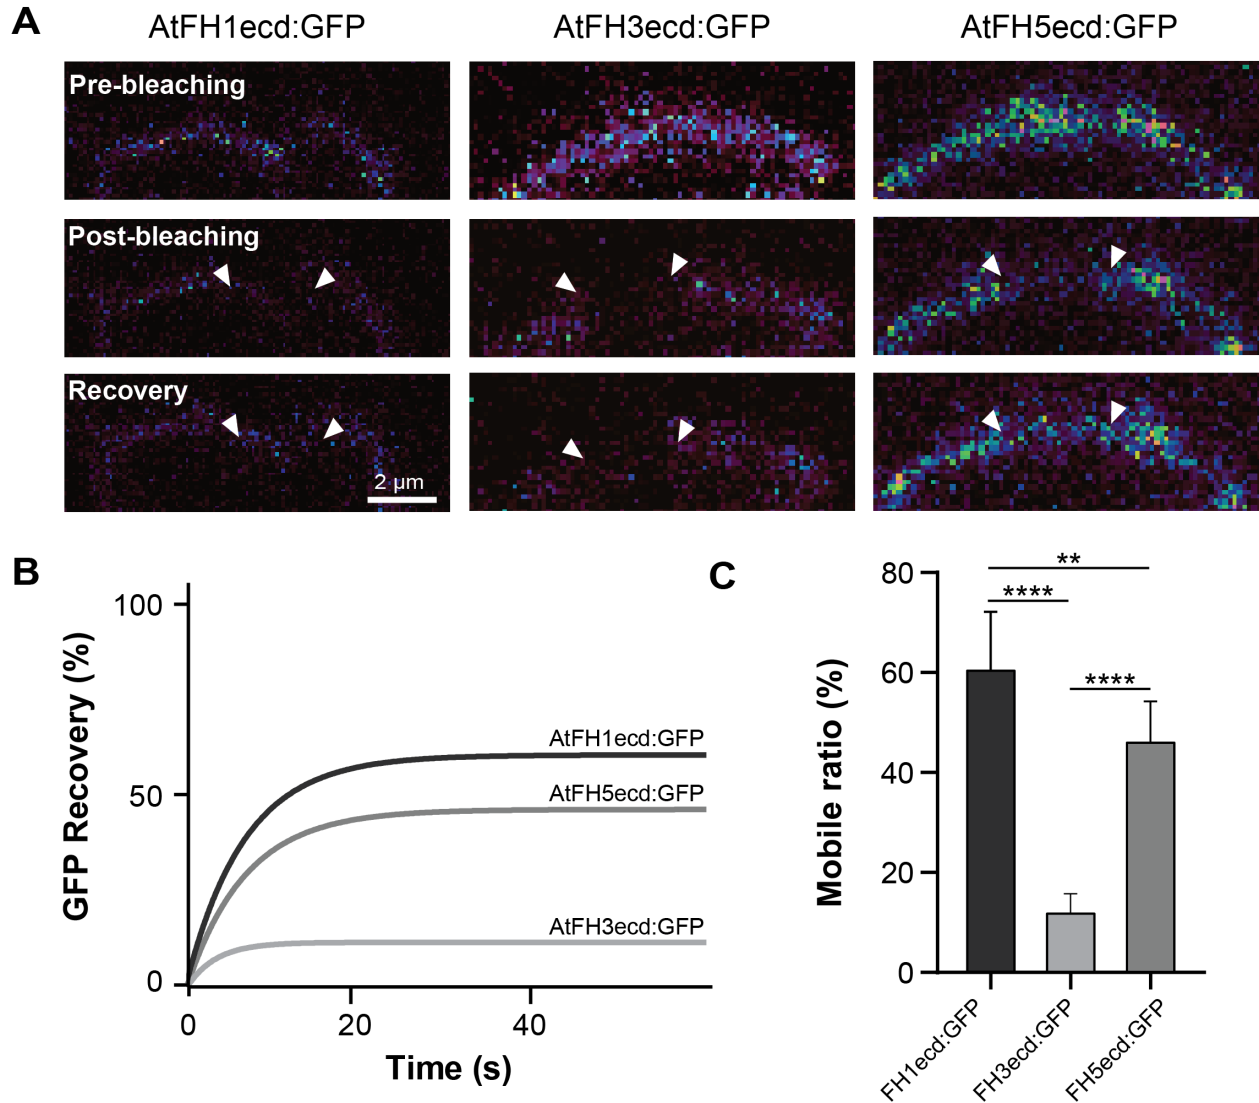 A
AtFH1ecd:GFP
AtFH3ecd:GFP
AtFH5ecd:GFP
Pre-bleaching
Post-bleaching
Recovery
2 μm
B
GFP Recovery (%)
100
50
0
AtFH1ecd:GFP
AtFH5ecd:GFP
AtFH3ecd:GFP
0
20
40
Time (s)
C
Mobile ratio (%)
80
60
40
20
0
**
****
****
FH1ecd:GFP
FH3ecd:GFP
FH5ecd:GFP